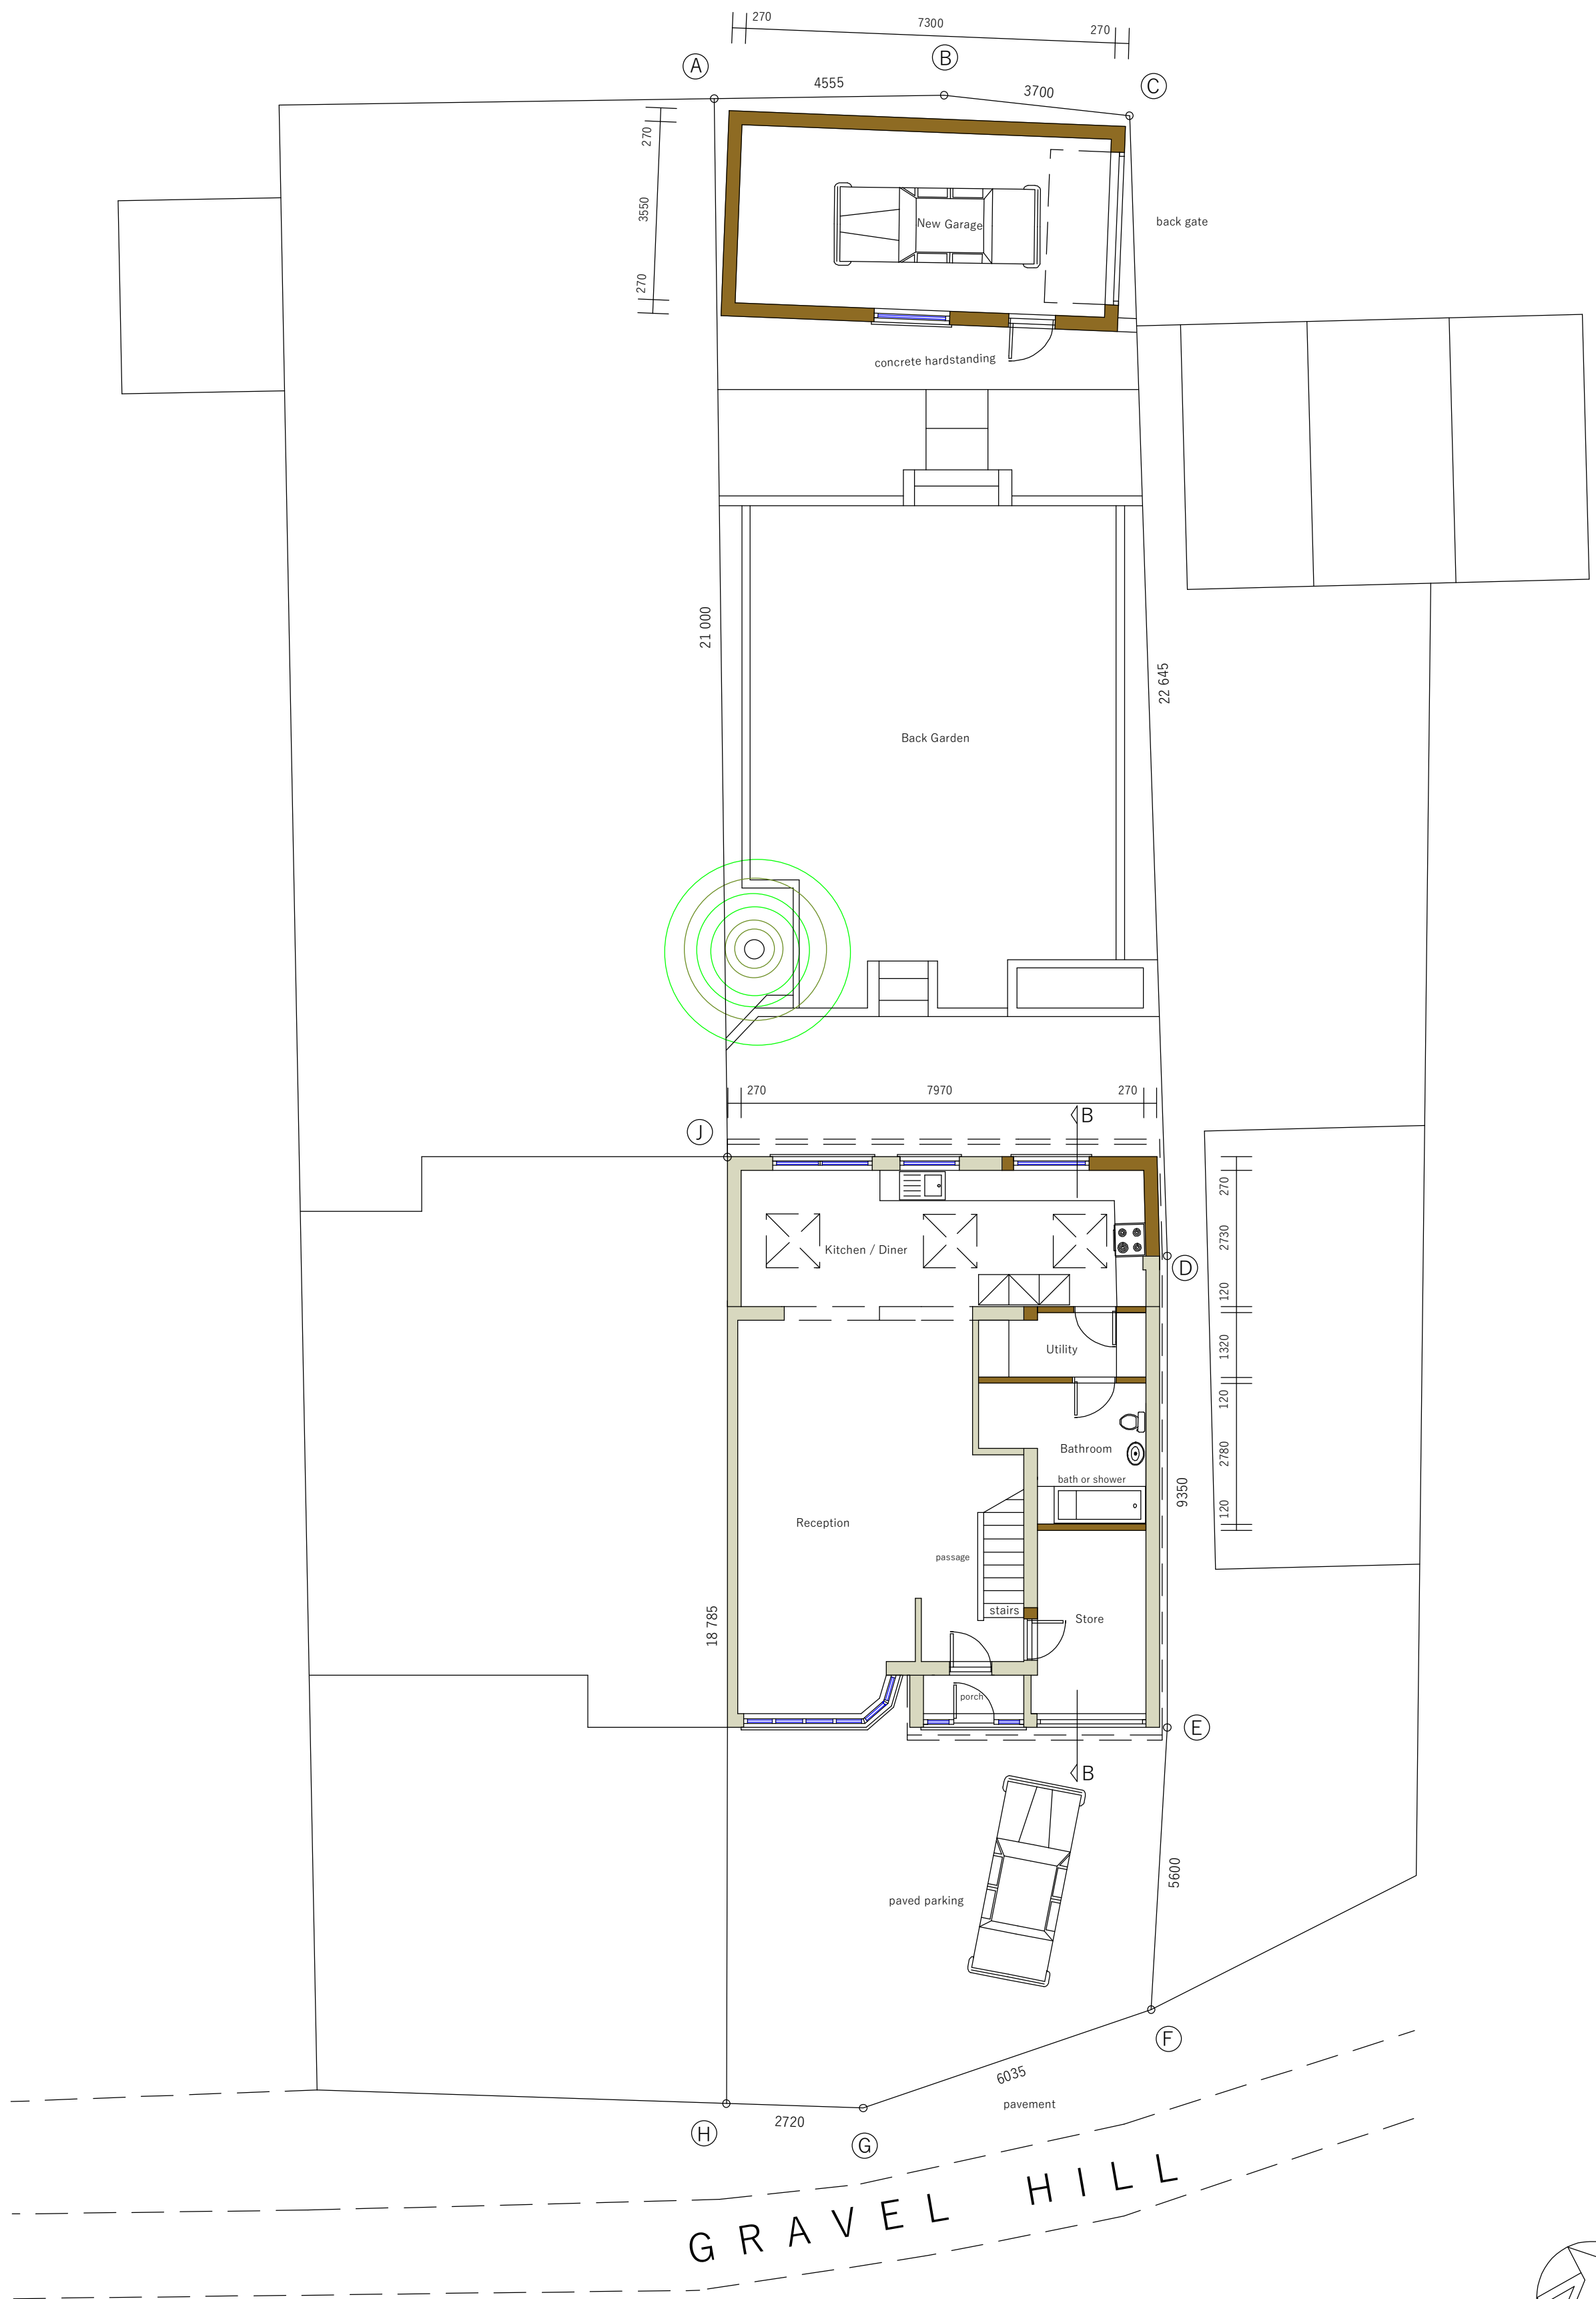 270
7300
270
A
B
C
4555
3700
270
3550
270
New Garage
back gate
concrete hardstanding
21 000
22 645
Back Garden
270
7970
270
B
J
270
2730
120
1320
120
2780
120
Kitchen / Diner
D
Utility
Bathroom
bath or shower
9350
Reception
passage
stairs
Store
18 785
porch
E
B
5600
paved parking
F
6035
pavement
2720
H
G
GRAVEL HILL